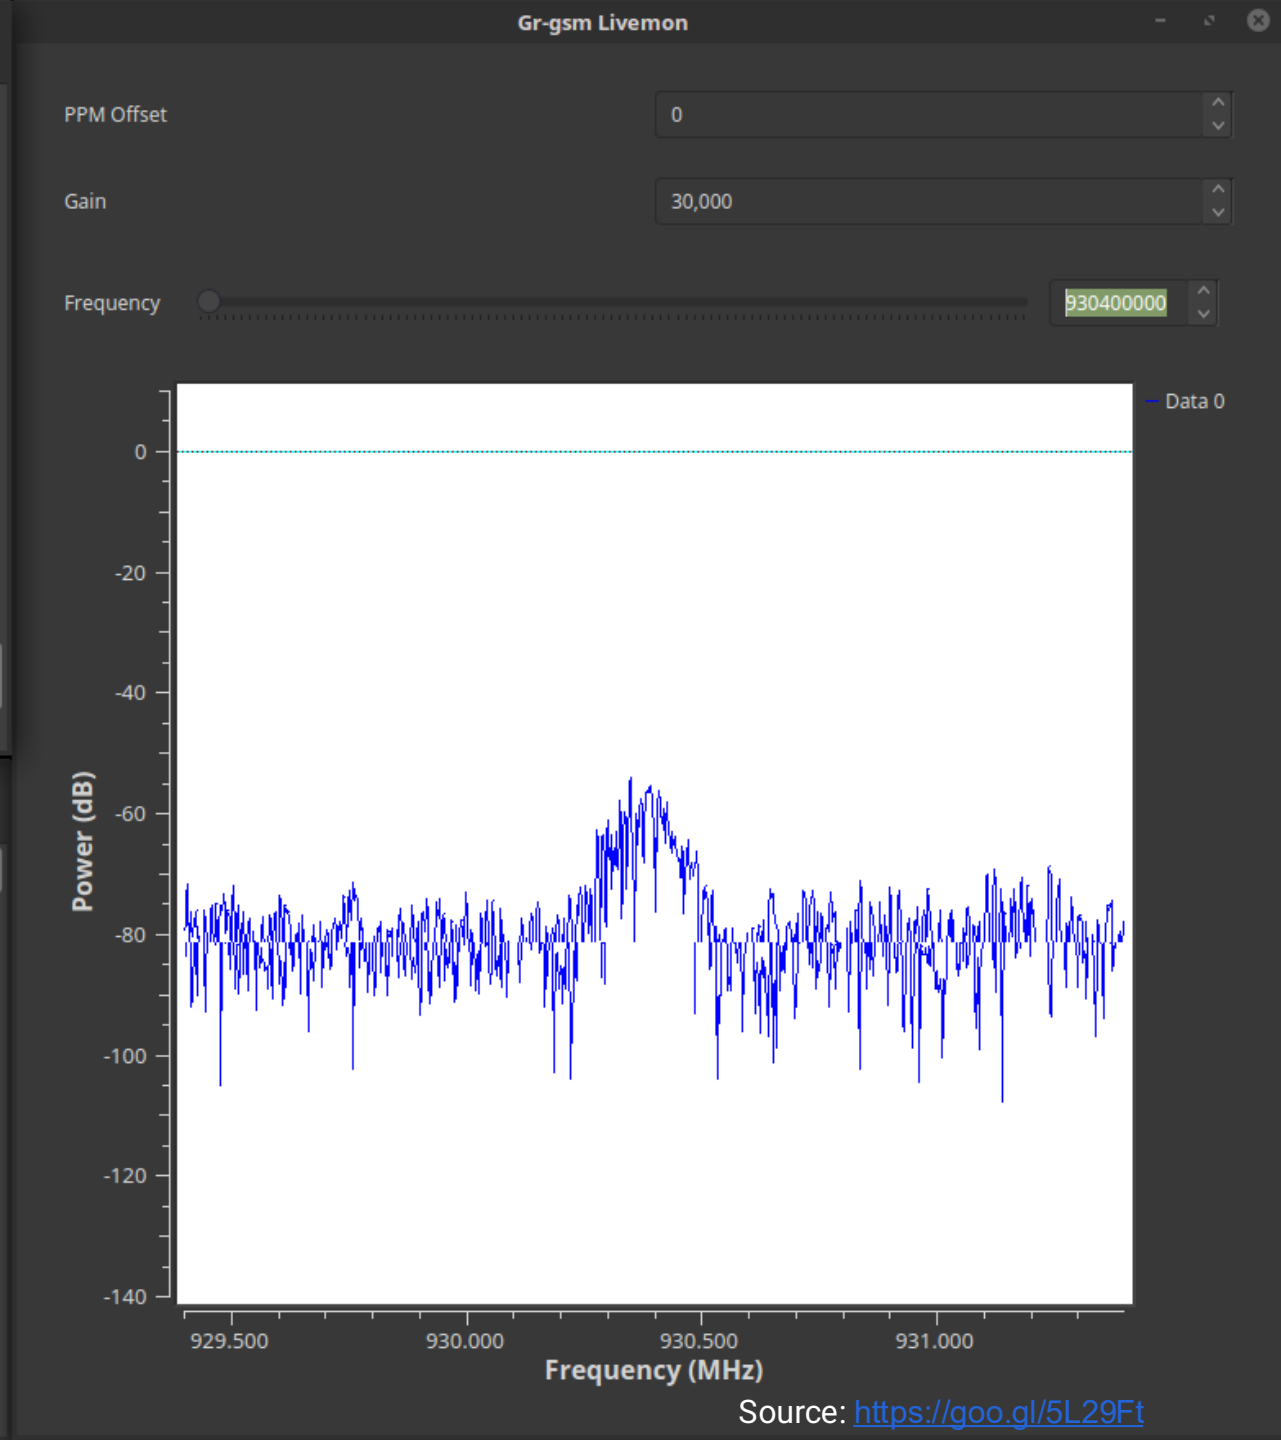 Gr-gsm Livemon
PPM Offset
0
Gain
30,000
Frequency
930400000
Data 0
0
-20
-40
-60
-80
-100
-120
-140
Power (dB)
929.500 930.000 930.500 931.000
Frequency (MHz)
Source: https://goo.gl/5L29Ft